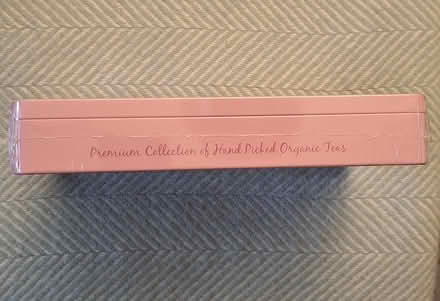 Premium Collection of Hand Picked Organic Teas